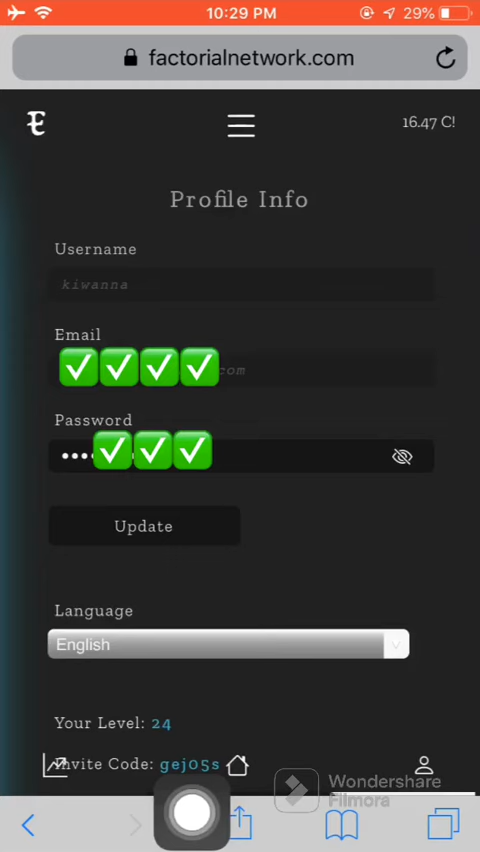 10:29 PM
29%
factorialnetwork.com
16.47 C!
Profile Info
Username
kiwanna
Email
com
Password
Update
Language
English
Your Level: 24
Invite Code: gej05s
Wondershare
Filmora